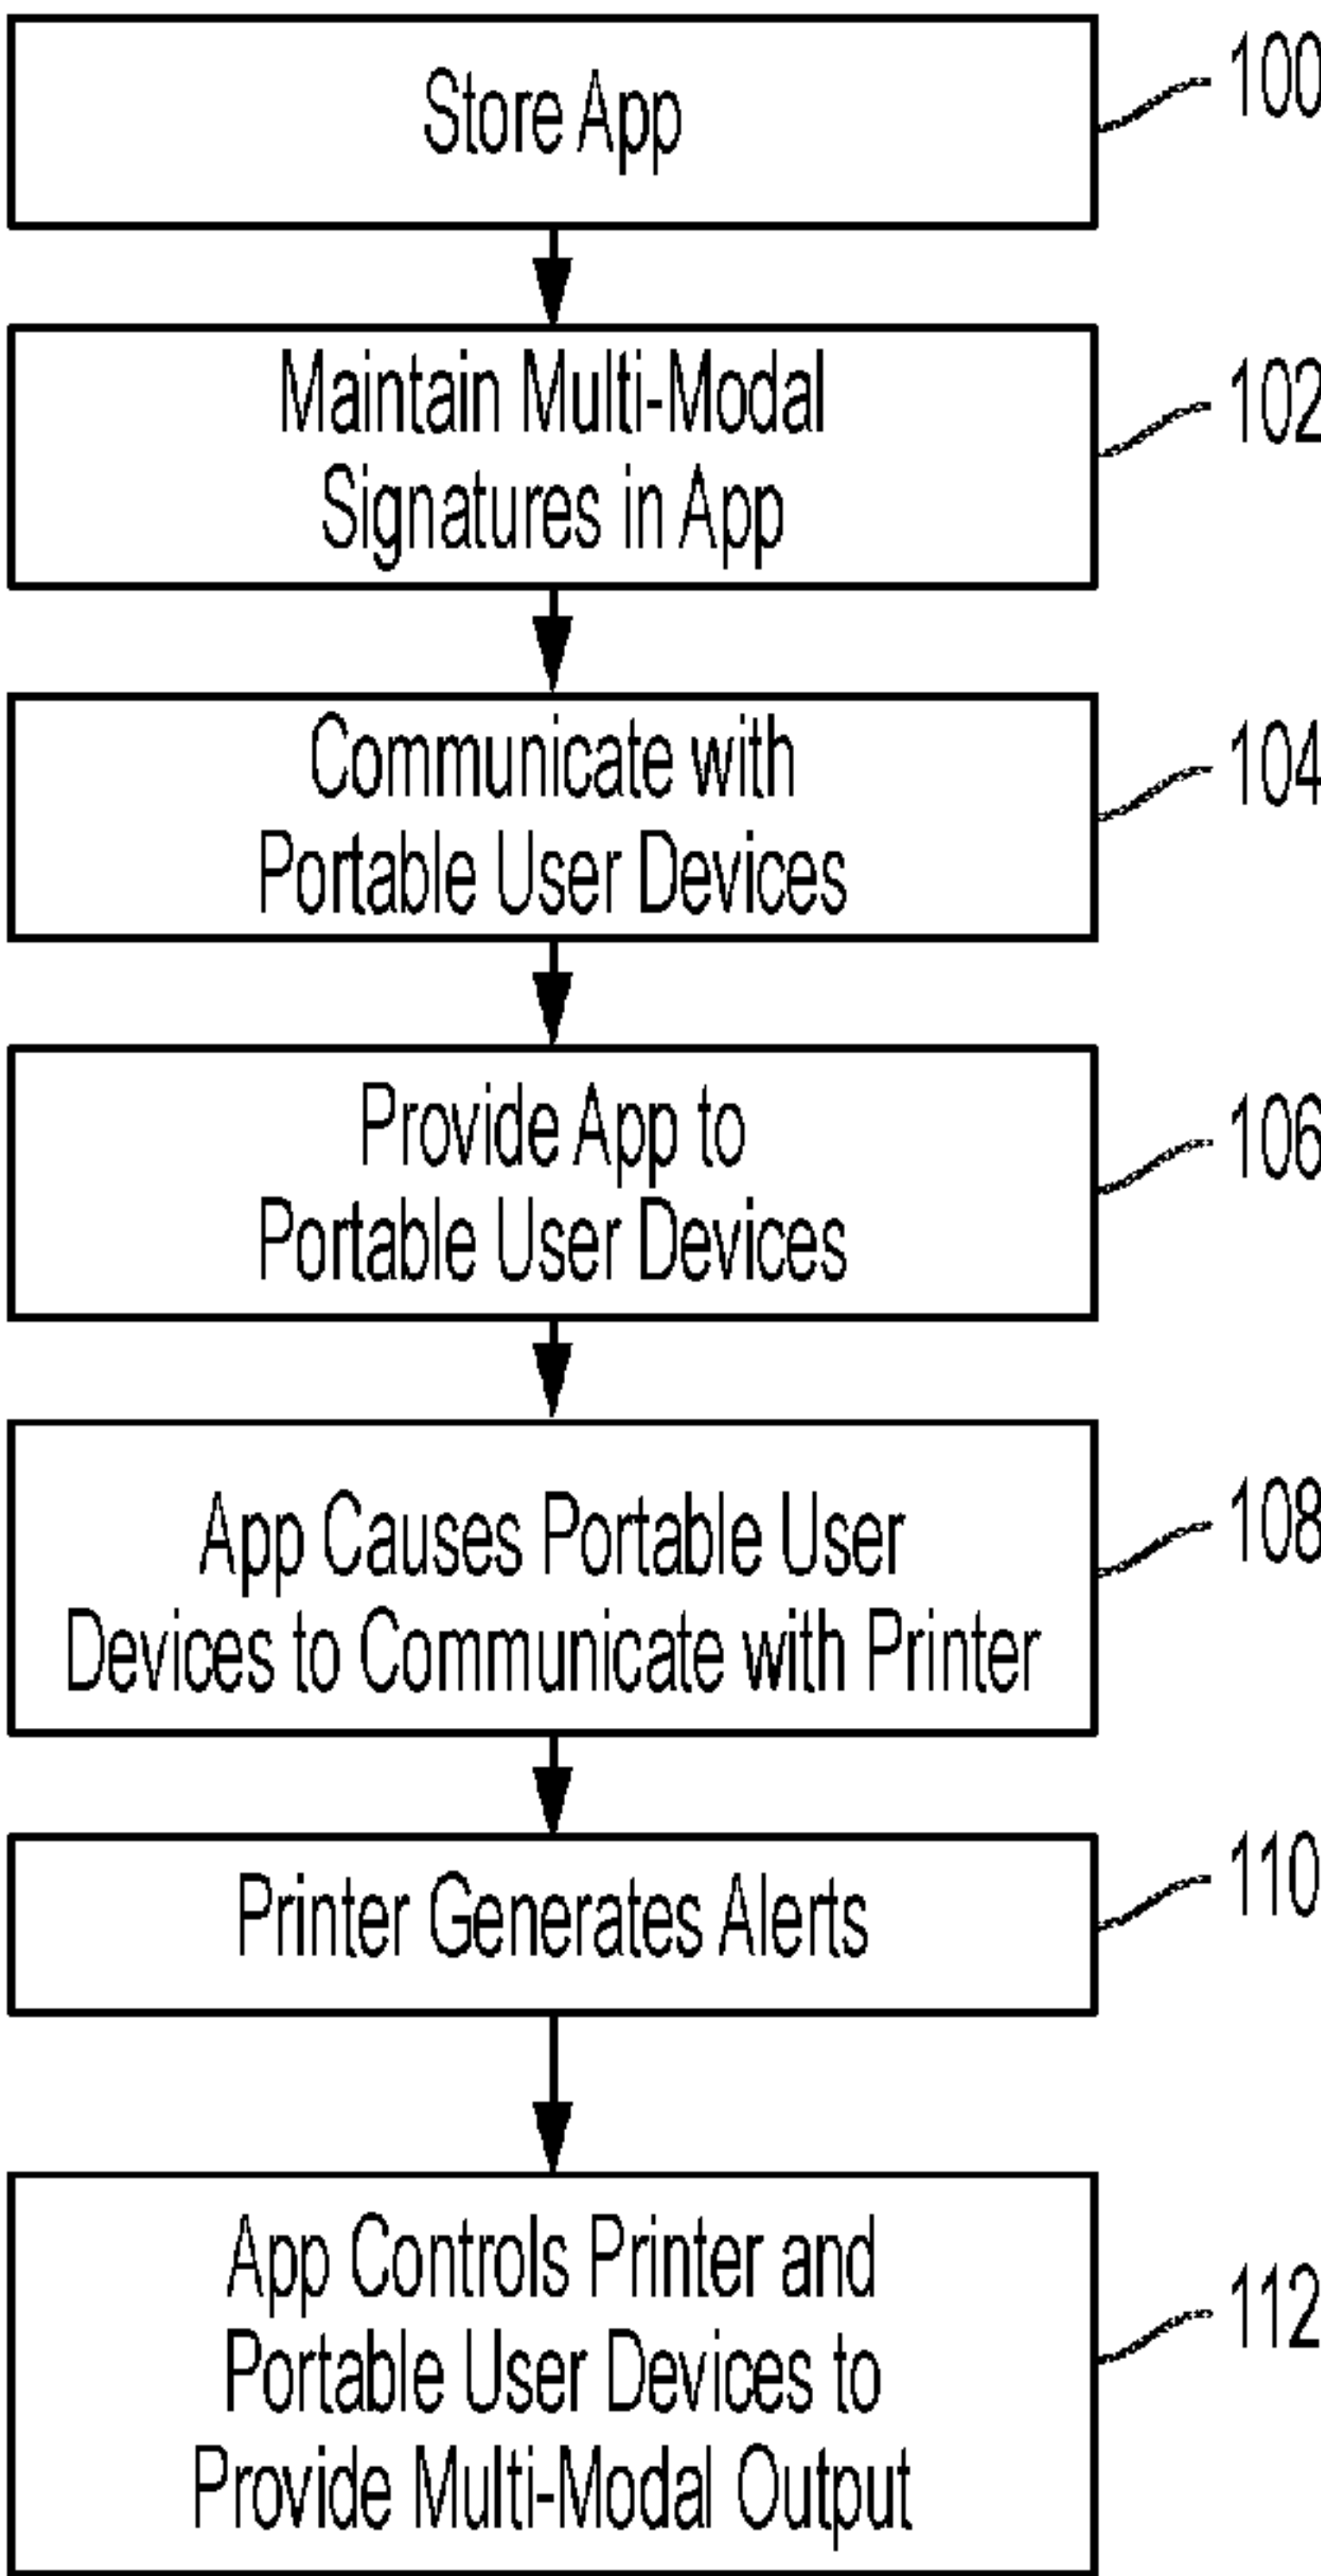 Store App
100
Maintain Multi-Modal
Signatures in App
102
Communicate with
Portable User Devices
104
Provide App to
Portable User Devices
106
App Causes Portable User
Devices to Communicate with Printer
108
Printer Generates Alerts
110
App Controls Printer and
Portable User Devices to
Provide Multi-Modal Output
112